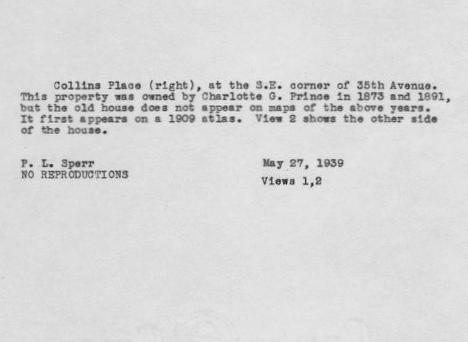 Collins Place (right), at the S.E. corner of 35th Avenue.
This property was owned by Charlotte G. Prince in 1873 and 1891,
but the old house does not appear on maps of the above years.
It first appears on a 1909 atlas. View 2 shows the other side
of the house.
P. L. Sperr
May 27, 1939
NO REPRODUCTIONS
Views 1,2